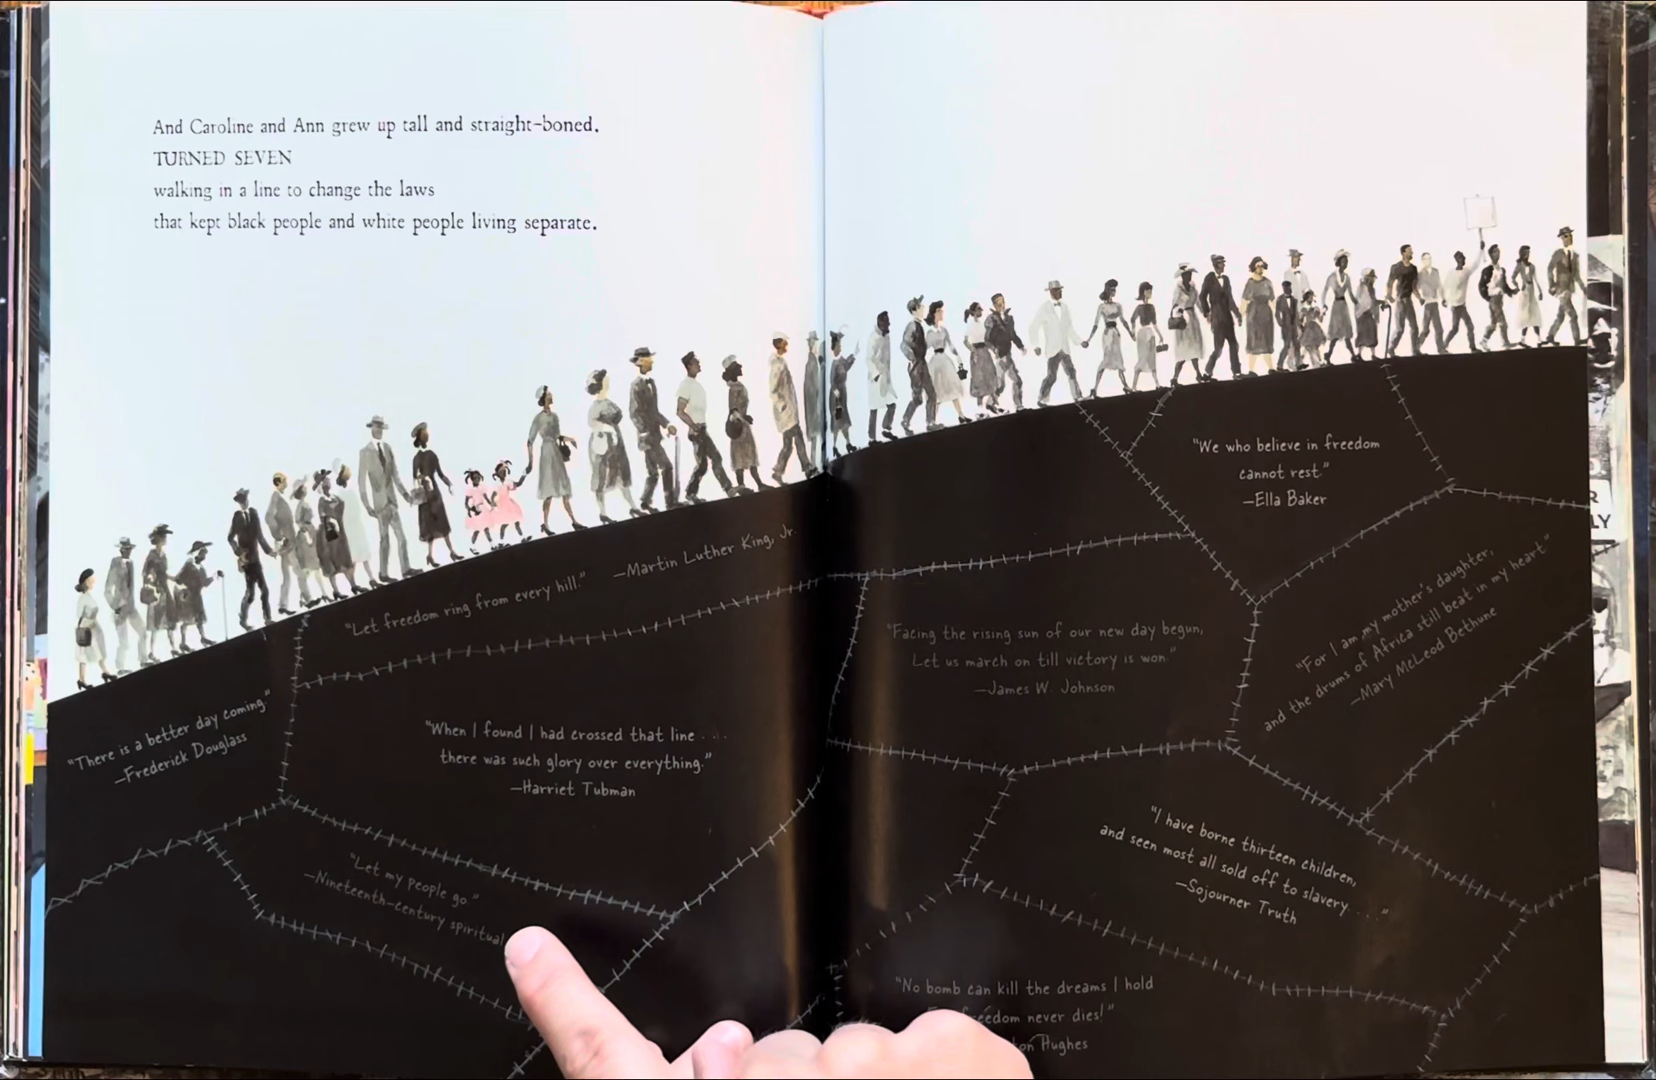 And Caroline and Ann grew up tall and straight-boned.
TURNED SEVEN
walking in a line to change the laws
that kept black people and white people living separate.
"Let freedom ring from every hill." —Martin Luther King, Jr.
"There is a better day coming."
—Frederick Douglass
"When I found I had crossed that line . . .
there was such glory over everything."
—Harriet Tubman
"Let my people go."
—Nineteenth-century spiritual
"We who believe in freedom
cannot rest."
—Ella Baker
"Facing the rising sun of our new day begun,
Let us march on till victory is won."
—James W. Johnson
"For I am my mother's daughter,
and the drums of Africa still beat in my heart."
—Mary McLeod Bethune
"I have borne thirteen children,
and seen most all sold off to slavery. . . ."
—Sojourner Truth
"No bomb can kill the dreams I hold
freedom never dies!"
Hughes